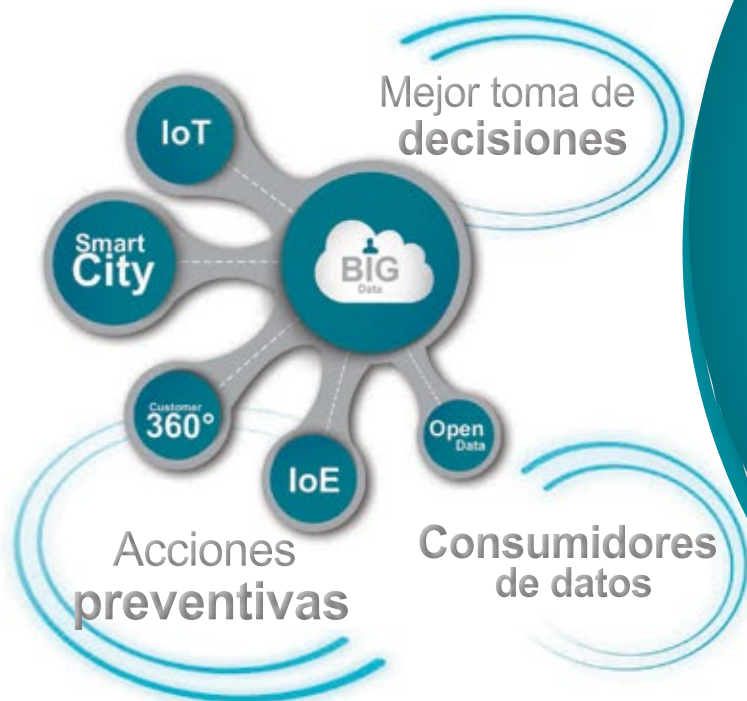 Mejor toma de
decisiones
IoT
Smart
City
BIG
Data
Customer
360°
IoE
Open
Data
Acciones
preventivas
Consumidores
de datos